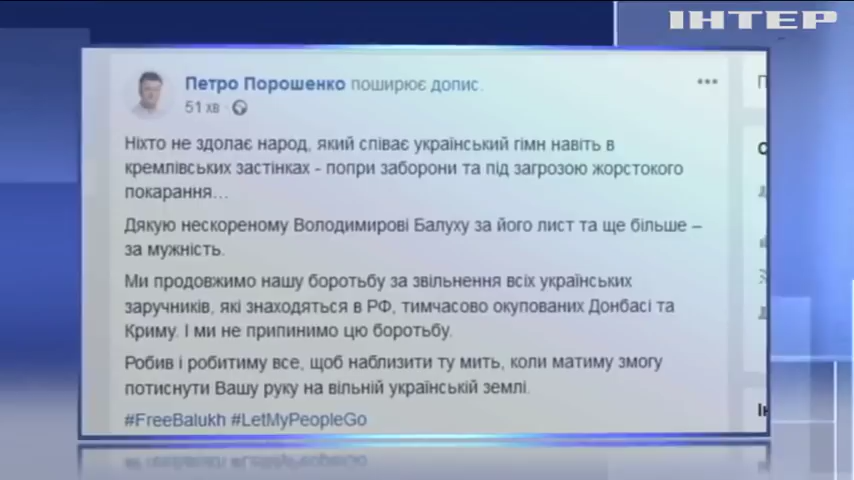 ІНТЕР
Петро Порошенко поширює допис.
51 хв
Ніхто не здолає народ, який співає український гімн навіть в
кремлівських застінках - попри заборони та під загрозою жорстокого
покарання…
Дякую нескореному Володимирові Балуху за його лист та ще більше –
за мужність.
Ми продовжимо нашу боротьбу за звільнення всіх українських
заручників, які знаходяться в РФ, тимчасово окупованих Донбасі та
Криму. І ми не припинимо цю боротьбу.
Робив і робитиму все, щоб наблизити ту мить, коли матиму змогу
потиснути Вашу руку на вільній українській землі.
#FreeBalukh #LetMyPeopleGo